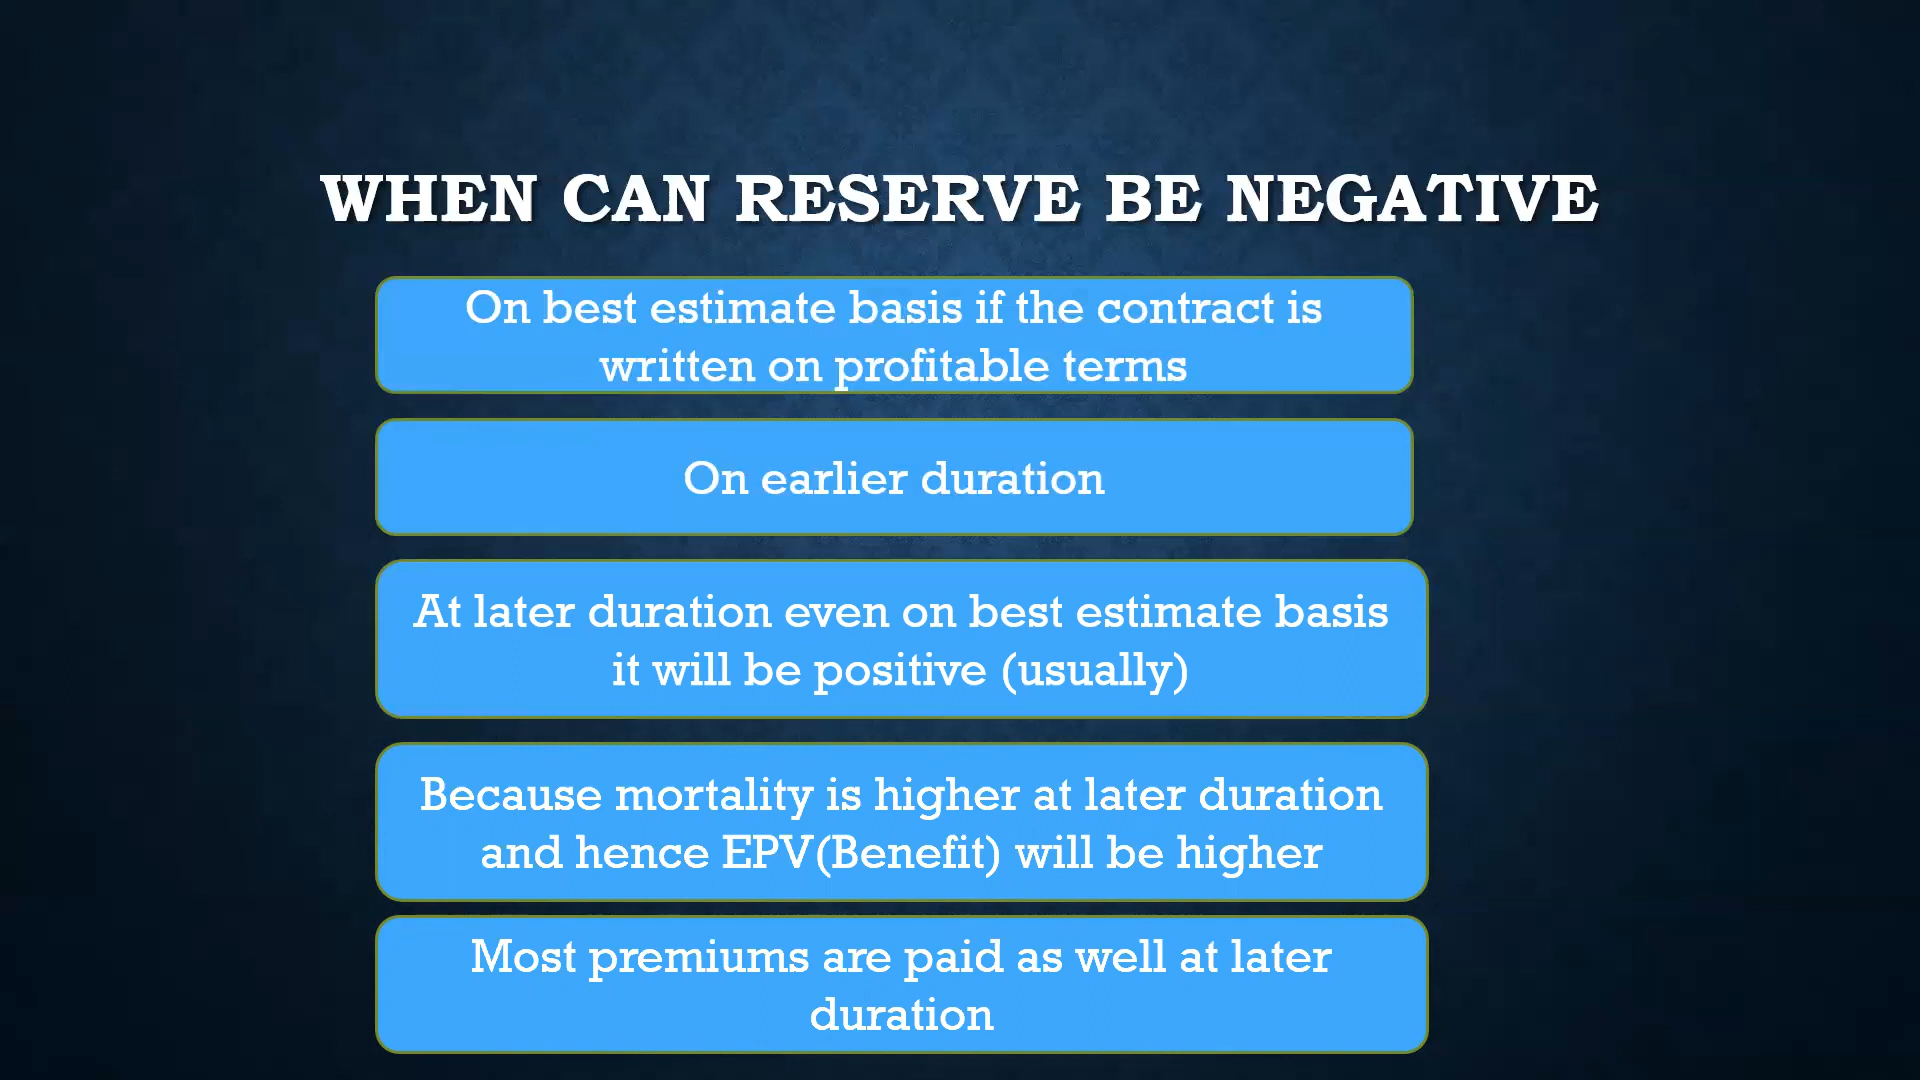 WHEN CAN RESERVE BE NEGATIVE
On best estimate basis if the contract is
written on profitable terms
On earlier duration
At later duration even on best estimate basis
it will be positive (usually)
Because mortality is higher at later duration
and hence EPV(Benefit) will be higher
Most premiums are paid as well at later
duration